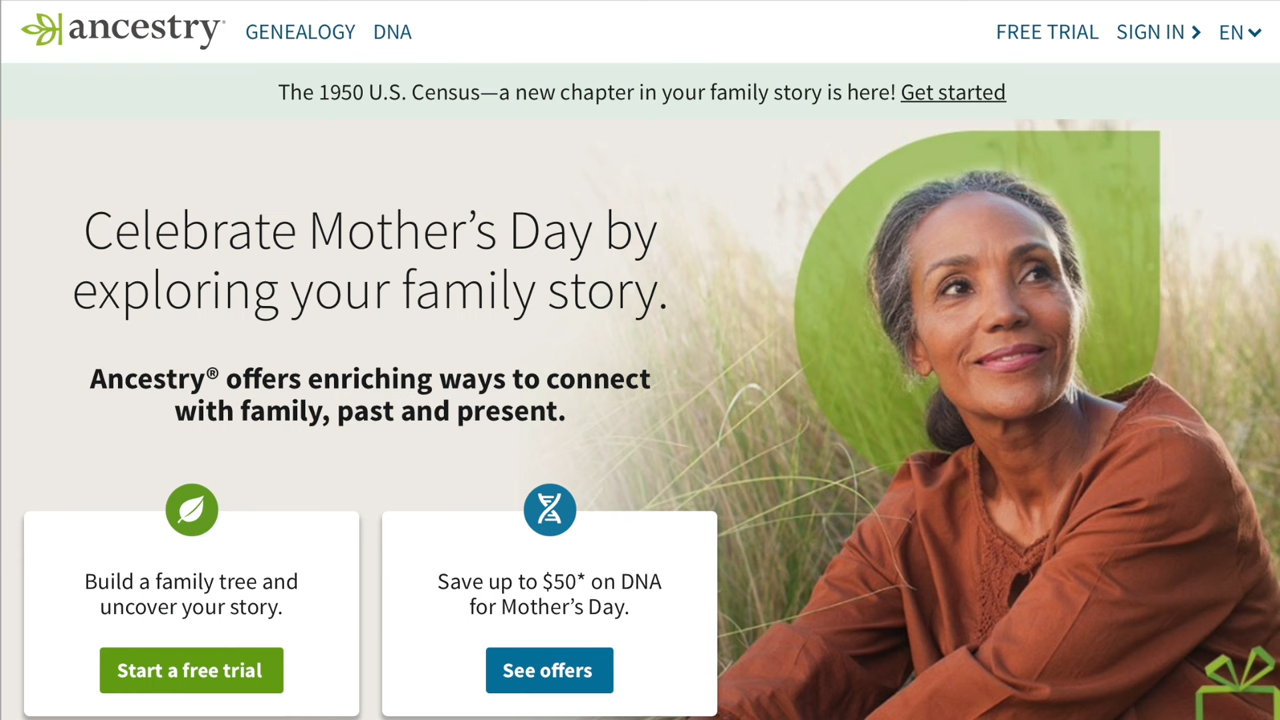 ancestry®
GENEALOGY DNA
FREE TRIAL SIGN IN EN
The 1950 U.S. Census—a new chapter in your family story is here! Get started
Celebrate Mother’s Day by
exploring your family story.
Ancestry® offers enriching ways to connect
with family, past and present.
Build a family tree and
uncover your story.
Start a free trial
Save up to $50* on DNA
for Mother’s Day.
See offers